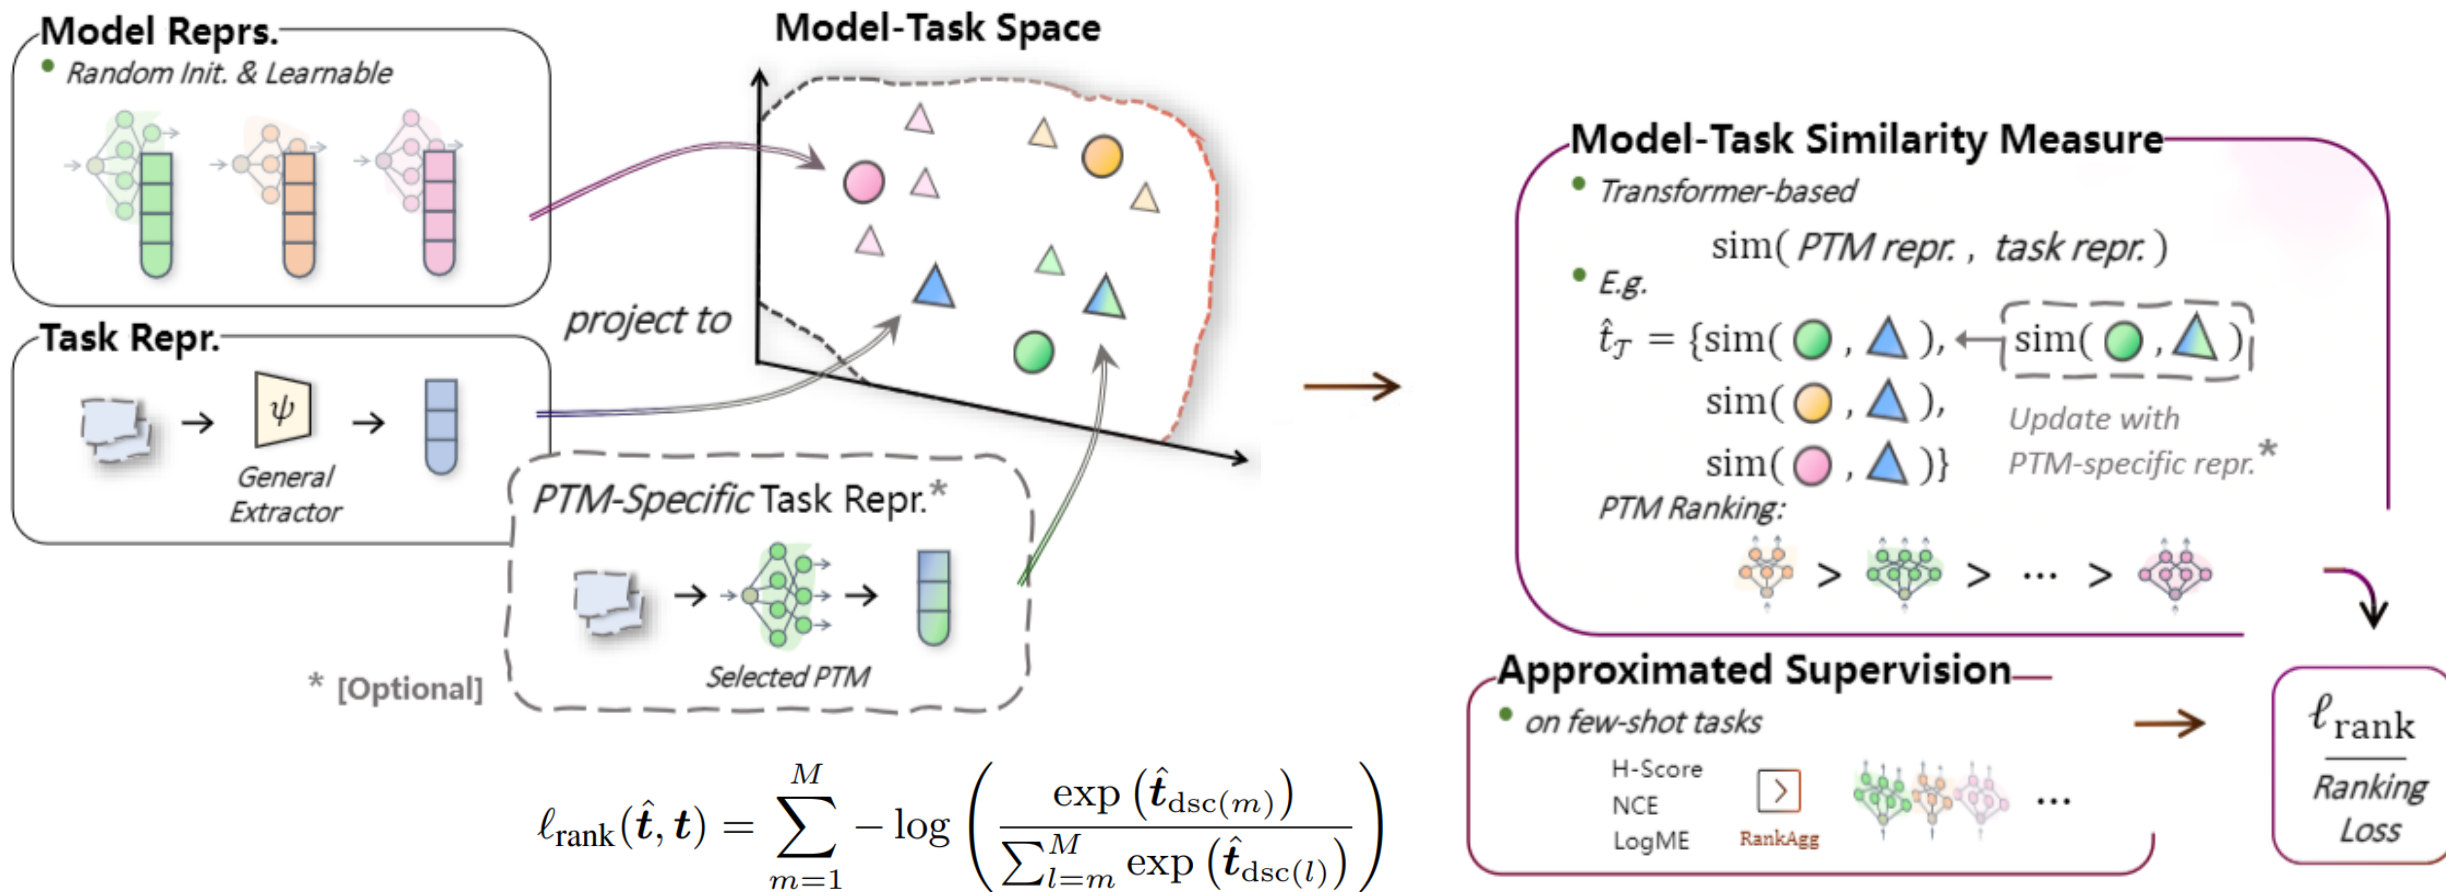 Model Reprs.
Random Init. & Learnable
Task Repr.
ψ
General
Extractor
project to
Model-Task Space
PTM-Specific Task Repr.*
Selected PTM
* [Optional]
Model-Task Similarity Measure
Transformer-based
sim( PTM repr. , task repr. )
E.g.
t̂_𝒯 = {sim( , ), ← sim( , )
sim( , ),
sim( , )}
Update with
PTM-specific repr.*
PTM Ranking:
> > ⋯ >
Approximated Supervision
on few-shot tasks
H-Score
NCE
LogME
RankAgg
⋯
ℓ_rank
Ranking
Loss
ℓ_rank(t̂, t) = ∑_{m=1}^{M} − log ( exp (t̂_dsc(m)) / ∑_{l=m}^{M} exp (t̂_dsc(l)) )